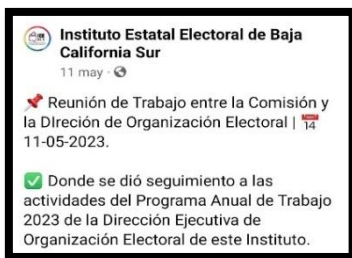 Instituto Estatal Electoral de Baja
California Sur
11 may ·
📌 Reunión de Trabajo entre la Comisión y
la DIreción de Organización Electoral | 📅
11-05-2023.
✅ Donde se dió seguimiento a las
actividades del Programa Anual de Trabajo
2023 de la Dirección Ejecutiva de
Organización Electoral de este Instituto.